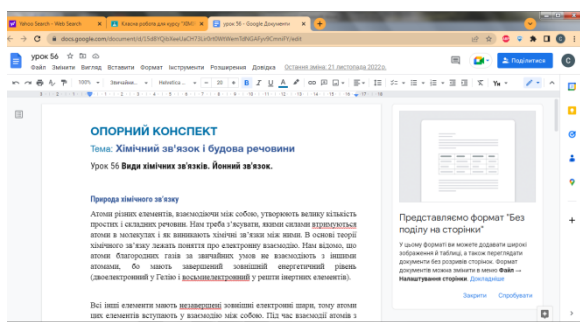 Yahoo Search - Web Search
Класна робота для курсу "ХІМІ
урок 56 - Google Документи
docs.google.com/document/d/
урок 56
Файл Змінити Вигляд Вставити Формат Інструменти Розширення Довідка Остання зміна: 21 листопада 2022р.
Поділитися
100% Звичайни... Helvetica... 20
ОПОРНИЙ КОНСПЕКТ
Тема: Хімічний зв'язок і будова речовини
Урок 56 Види хімічних зв'язків. Йонний зв'язок.
Природа хімічного зв'язку
Атоми різних елементів, взаємодіючи між собою, утворюють велику кількість
простих і складних речовин. Нам треба з'ясувати, якими силами втримуються
атоми в молекулах і як виникають хімічні зв'язки між ними. В основі теорії
хімічного зв'язку лежать поняття про електронну взаємодію. Нам відомо, що
атоми благородних газів за звичайних умов не взаємодіють з іншими
атомами, бо мають завершений зовнішній енергетичний рівень
(двоелектронний у Гелію і восьмиелектронний у решти інертних елементів).
Всі інші елементи мають незавершені зовнішні електронні шари, тому атоми
цих елементів вступають у взаємодію між собою. Під час взаємодії атомів з
Представляємо формат "Без
поділу на сторінки"
У цьому форматі ви можете додавати широкі
зображення й таблиці, а також переглядати
документи без розривів сторінок. Формат
документів можна змінити в меню Файл →
Налаштування сторінки. Докладніше
Закрити Спробувати